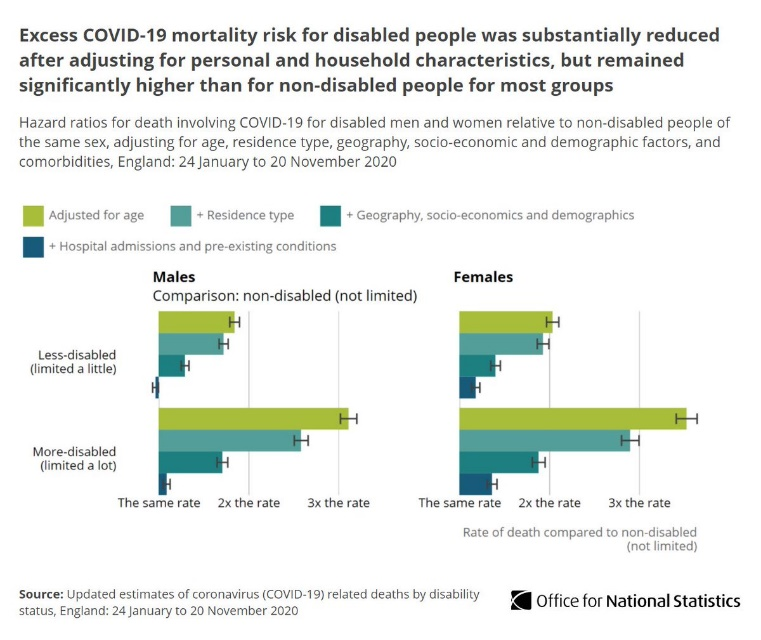 Excess COVID-19 mortality risk for disabled people was substantially reduced
after adjusting for personal and household characteristics, but remained
significantly higher than for non-disabled people for most groups
Hazard ratios for death involving COVID-19 for disabled men and women relative to non-disabled people of
the same sex, adjusting for age, residence type, geography, socio-economic and demographic factors, and
comorbidities, England: 24 January to 20 November 2020
Adjusted for age
+ Residence type
+ Geography, socio-economics and demographics
+ Hospital admissions and pre-existing conditions
Males
Comparison: non-disabled (not limited)
Females
Less-disabled
(limited a little)
More-disabled
(limited a lot)
The same rate
2x the rate
3x the rate
The same rate
2x the rate
3x the rate
Rate of death compared to non-disabled
(not limited)
Source: Updated estimates of coronavirus (COVID-19) related deaths by disability
status, England: 24 January to 20 November 2020
Office for National Statistics